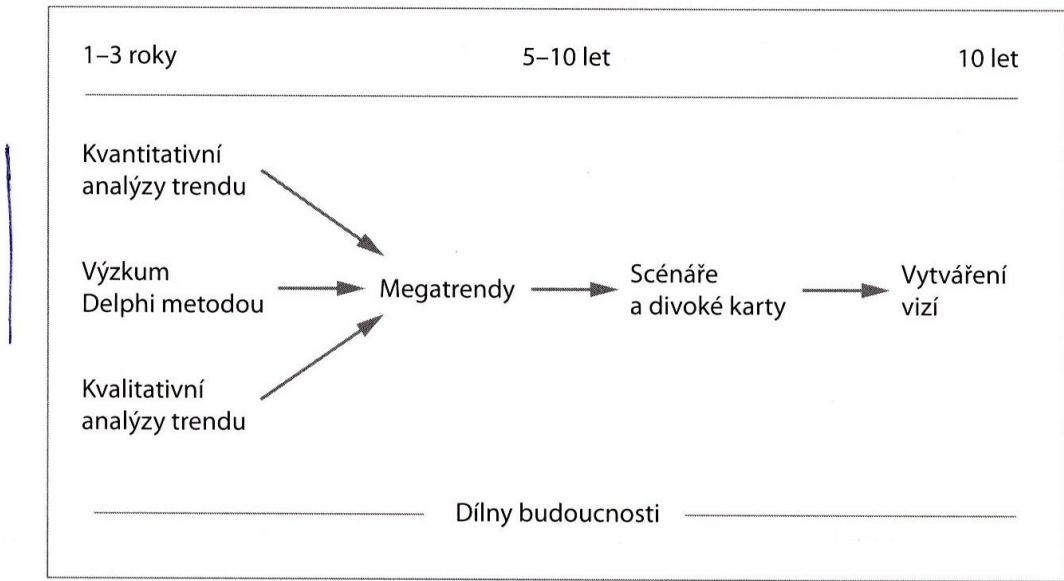 1–3 roky
5–10 let
10 let
Kvantitativní
analýzy trendu
Výzkum
Delphi metodou
Kvalitativní
analýzy trendu
Megatrendy
Scénáře
a divoké karty
Vytváření
vizí
Dílny budoucnosti